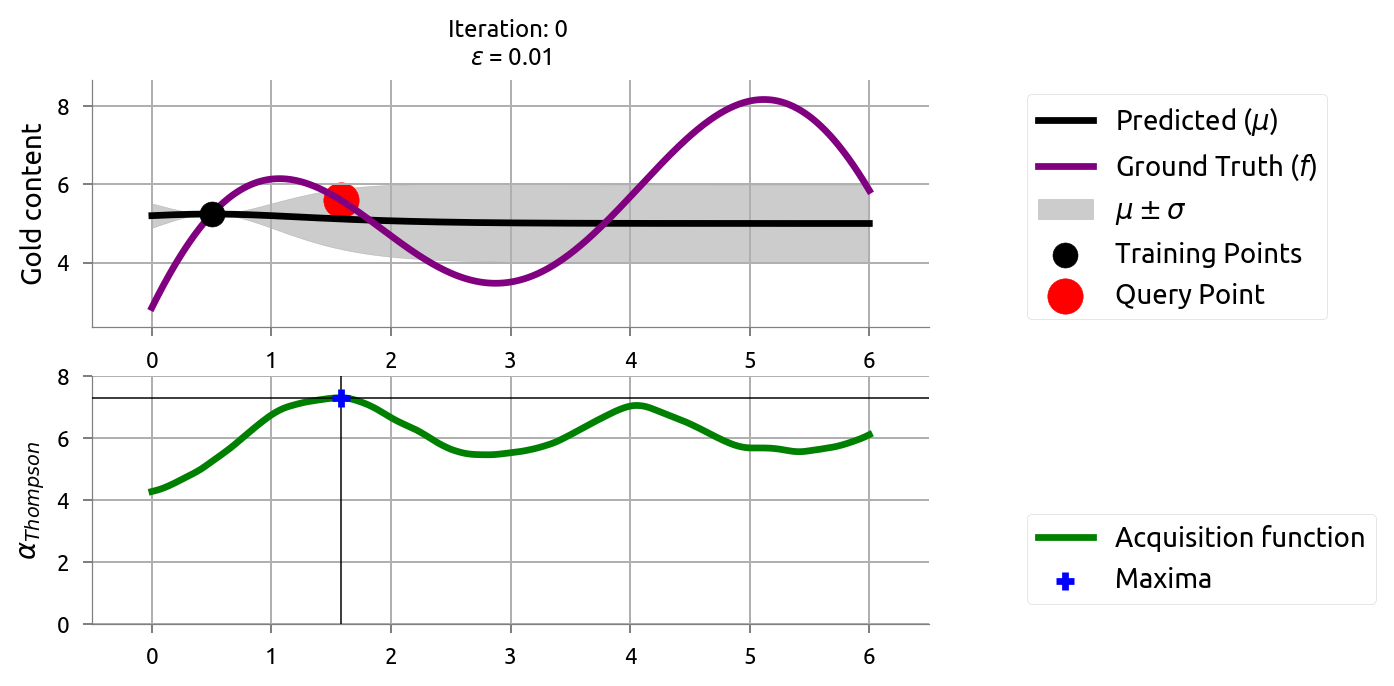 Iteration: 0
ε = 0.01
Gold content
8
6
4
0 1 2 3 4 5 6
Predicted (μ)
Ground Truth (f)
μ ± σ
Training Points
Query Point
α_Thompson
8
6
4
2
0
0 1 2 3 4 5 6
Acquisition function
Maxima